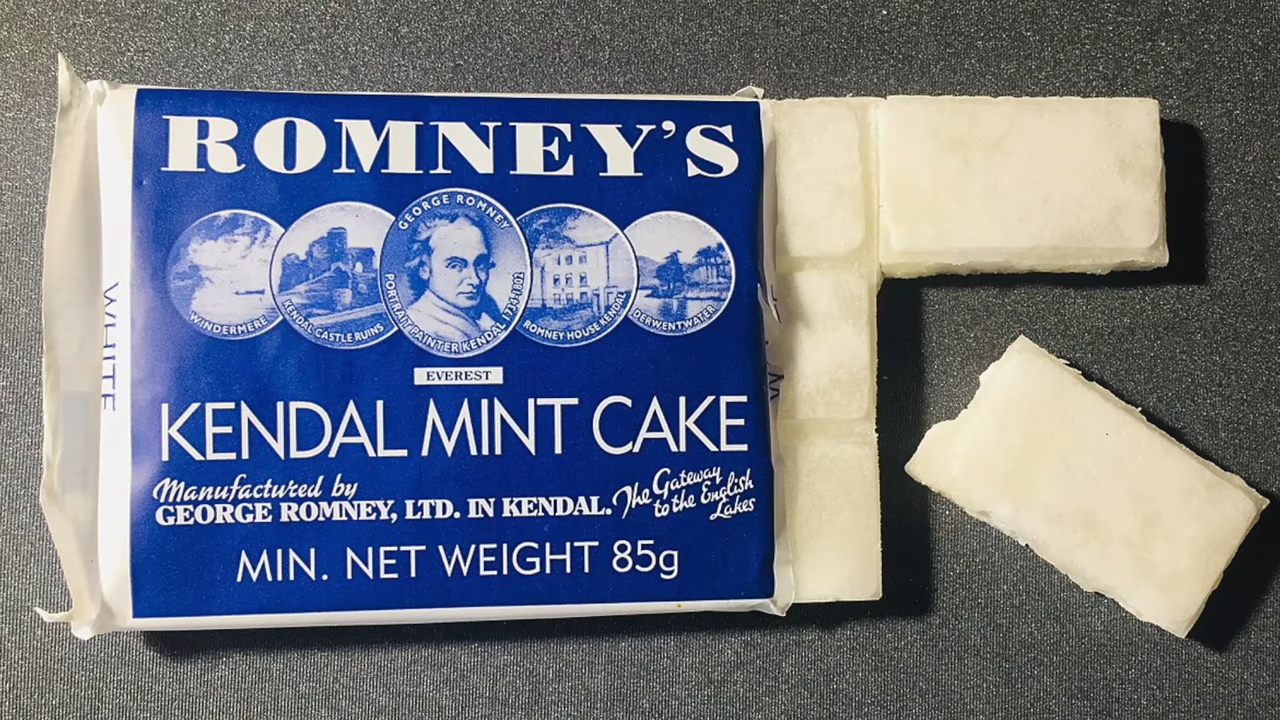 ROMNEY'S
WINDERMERE
KENDAL CASTLE RUINS
GEORGE ROMNEY
PORTRAIT PAINTER KENDAL 1734-1802
ROMNEY HOUSE KENDAL
DERWENTWATER
EVEREST
KENDAL MINT CAKE
Manufactured by
GEORGE ROMNEY, LTD. IN KENDAL.
The Gateway
to the English
Lakes
MIN. NET WEIGHT 85g
WHITE